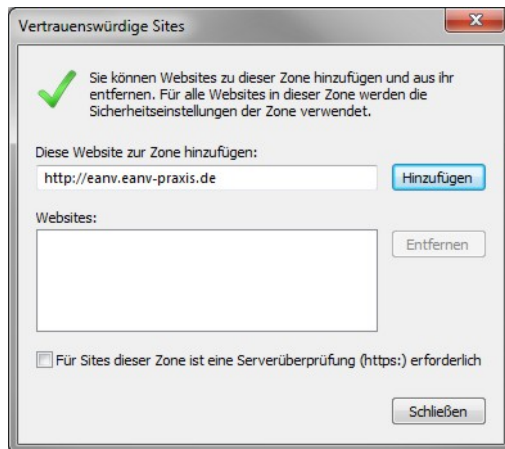 Vertrauenswürdige Sites
Sie können Websites zu dieser Zone hinzufügen und aus ihr
entfernen. Für alle Websites in dieser Zone werden die
Sicherheitseinstellungen der Zone verwendet.
Diese Website zur Zone hinzufügen:
http://eanv.eanv-praxis.de
Hinzufügen
Websites:
Entfernen
Für Sites dieser Zone ist eine Serverüberprüfung (https:) erforderlich
Schließen